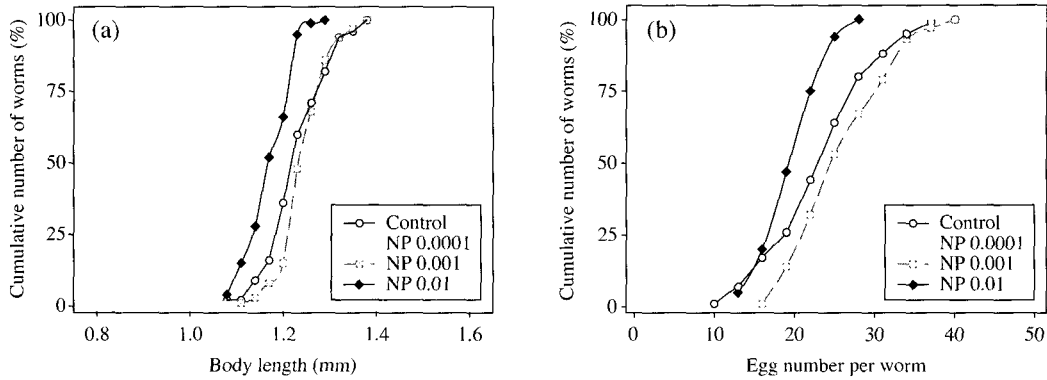 (a)
Cumulative number of worms (%)
100
75
50
25
0
0.8 1.0 1.2 1.4 1.6
Body length (mm)
Control
NP 0.0001
NP 0.001
NP 0.01
(b)
Cumulative number of worms (%)
100
75
50
25
0
0 10 20 30 40 50
Egg number per worm
Control
NP 0.0001
NP 0.001
NP 0.01